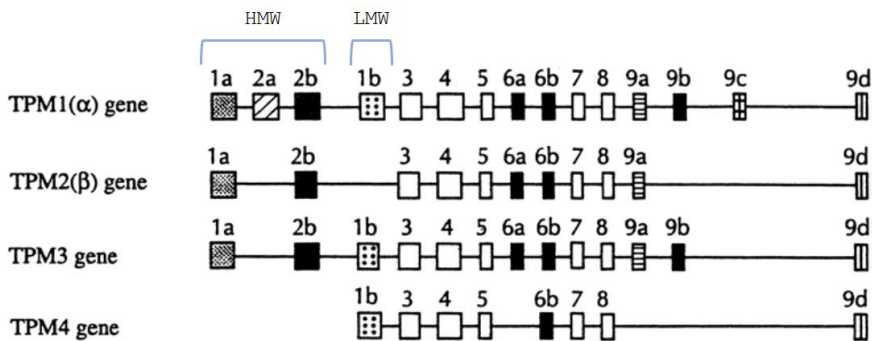 HMW LMW
1a 2a 2b 1b 3 4 5 6a 6b 7 8 9a 9b 9c 9d
TPM1(α) gene
1a 2b 3 4 5 6a 6b 7 8 9a 9d
TPM2(β) gene
1a 2b 1b 3 4 5 6a 6b 7 8 9a 9b 9d
TPM3 gene
1b 3 4 5 6b 7 8 9d
TPM4 gene